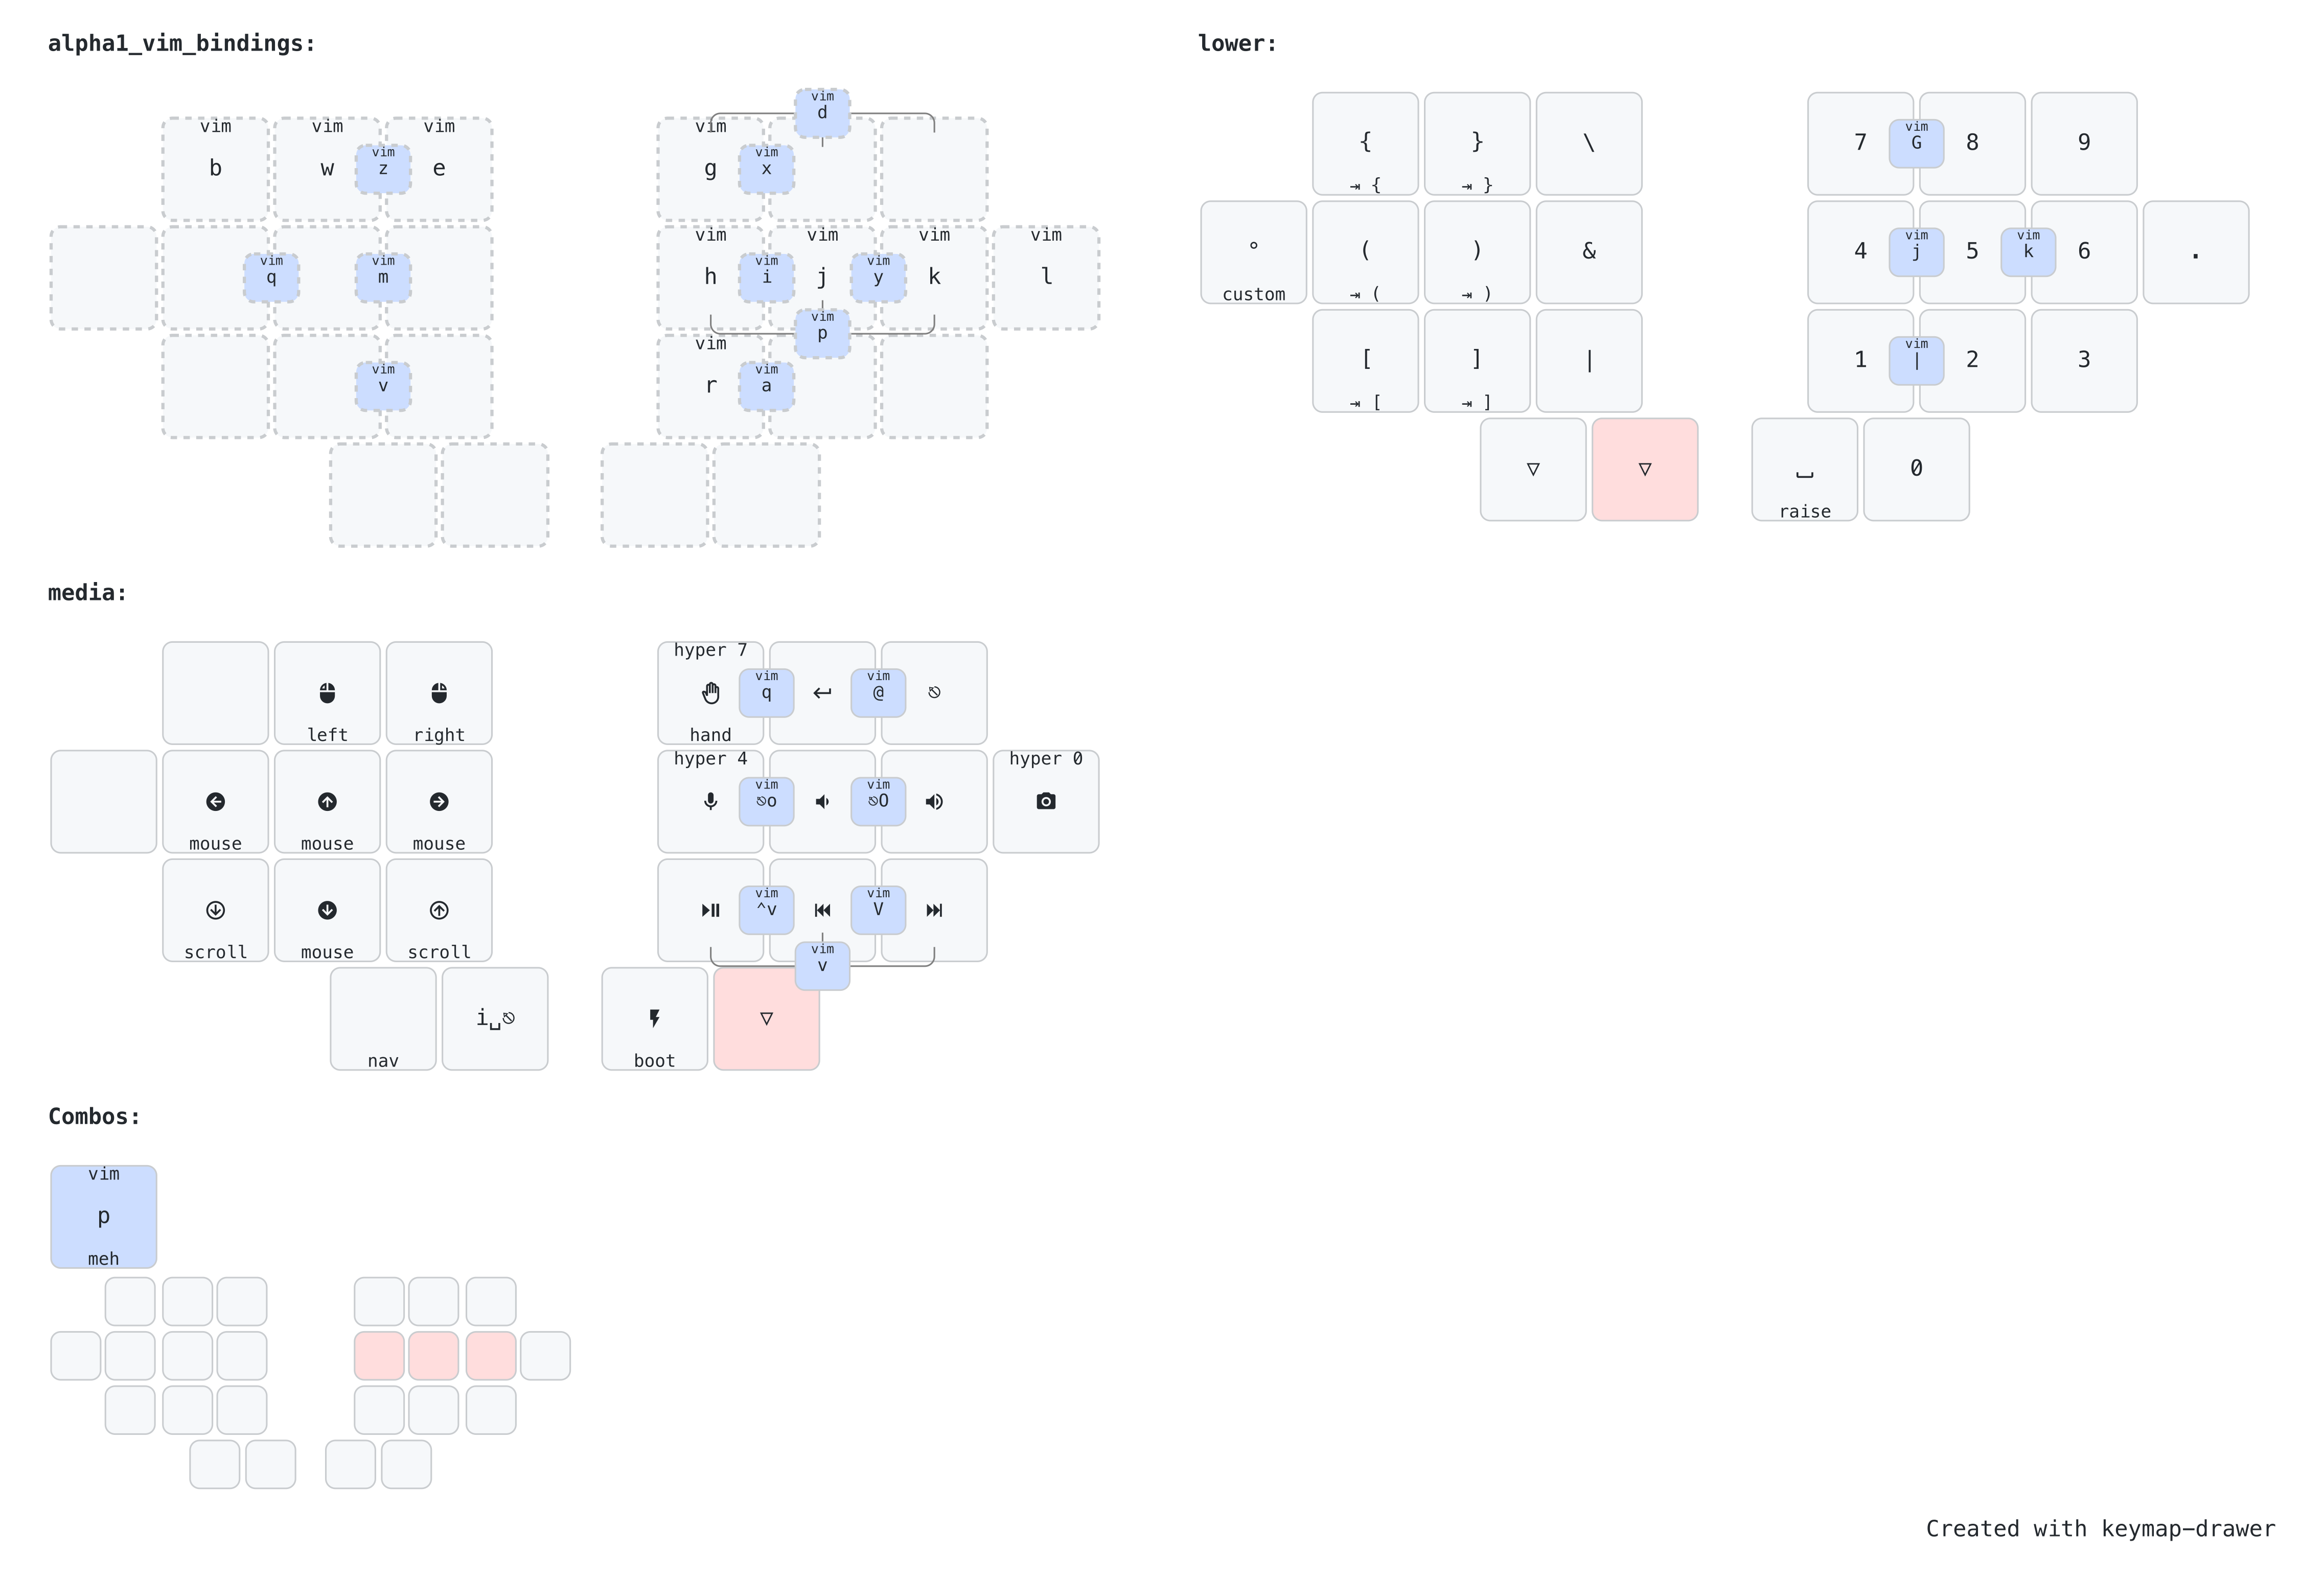 alpha1_vim_bindings:
vim d
vim vim vim vim
b w vim z e g vim x
vim vim vim vim
vim q vim m h vim i j vim y k l
vim p
vim
vim v r vim a
lower:
{ } \ 7 vim G 8 9
⇥ { ⇥ }
° ( ) & 4 vim j 5 vim k 6 .
custom ⇥ ( ⇥ )
[ ] | 1 vim | 2 3
⇥ [ ⇥ ]
▽ ▽ ␣ 0
raise
media:
hyper 7
vim q ↵ vim @ ⎋
left right hand
hyper 4 hyper 0
vim ⎋o vim ⎋O
mouse mouse mouse
vim ^v vim V
scroll mouse scroll
vim v
i␣⎋ ▽
nav boot
Combos:
vim
p
meh
Created with keymap-drawer